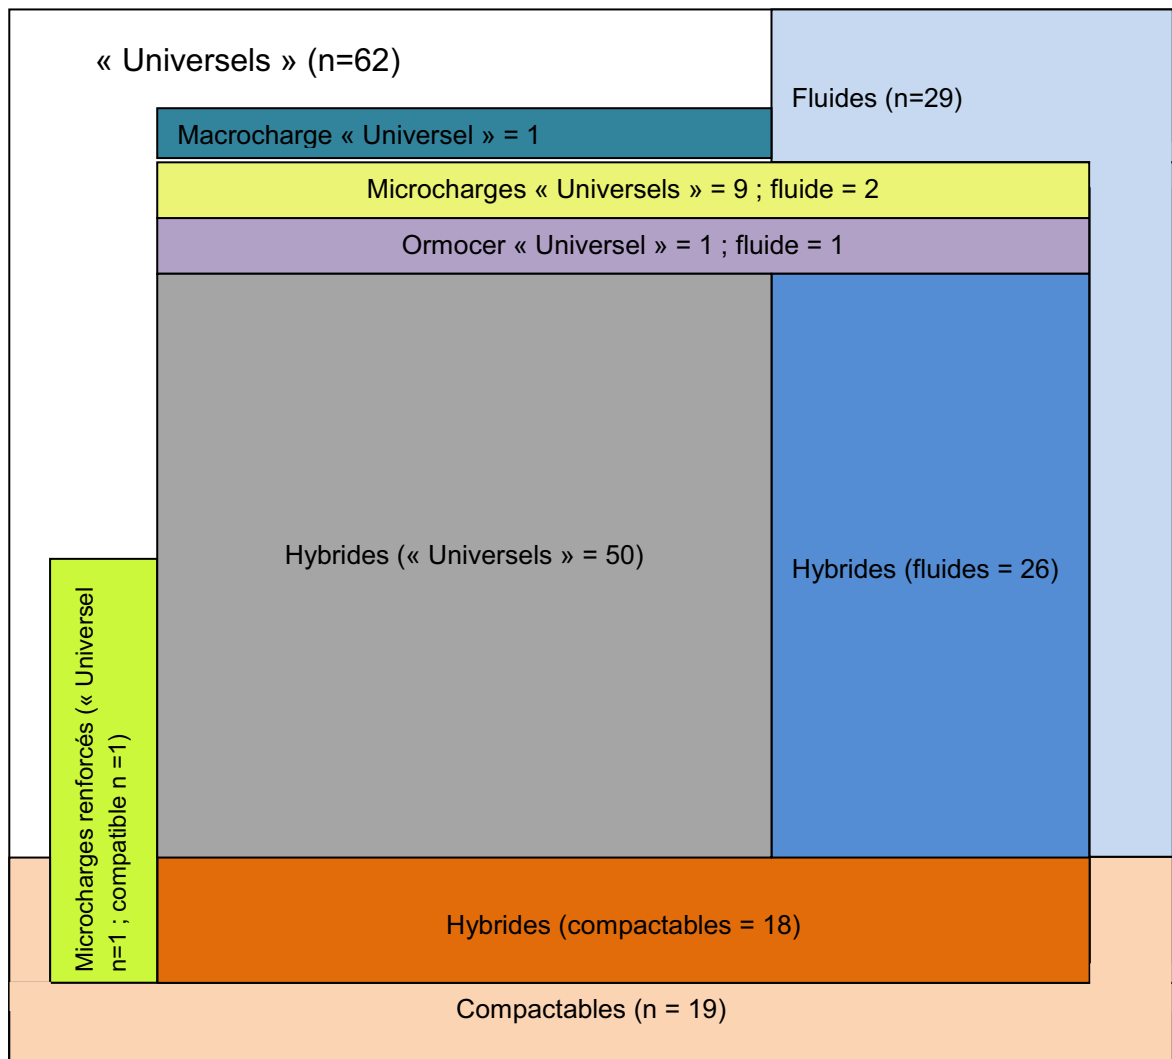 « Universels » (n=62)
Fluides (n=29)
Macrocharge « Universel » = 1
Microcharges « Universels » = 9 ; fluide = 2
Ormocer « Universel » = 1 ; fluide = 1
Hybrides (« Universels » = 50)
Hybrides (fluides = 26)
Microcharges renforcés (« Universel
n=1 ; compatible n =1)
Hybrides (compactables = 18)
Compactables (n = 19)